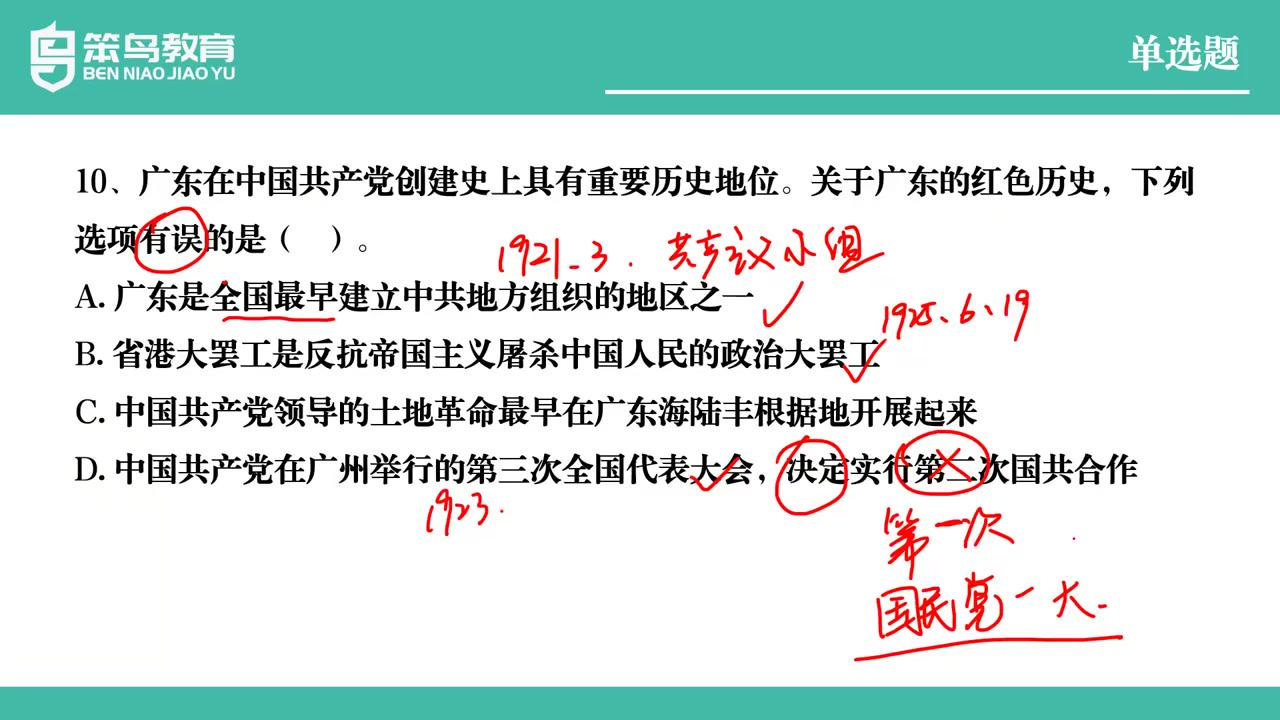 笨鸟教育
BEN NIAO JIAO YU
单选题
10、广东在中国共产党创建史上具有重要历史地位。关于广东的红色历史，下列
选项有误的是（ ）。
1921.3. 共产主义小组
A. 广东是全国最早建立中共地方组织的地区之一
1925、6、19
B. 省港大罢工是反抗帝国主义屠杀中国人民的政治大罢工
C. 中国共产党领导的土地革命最早在广东海陆丰根据地开展起来
D. 中国共产党在广州举行的第三次全国代表大会，决定实行第二次国共合作
1923.
第一次
国民党一大.